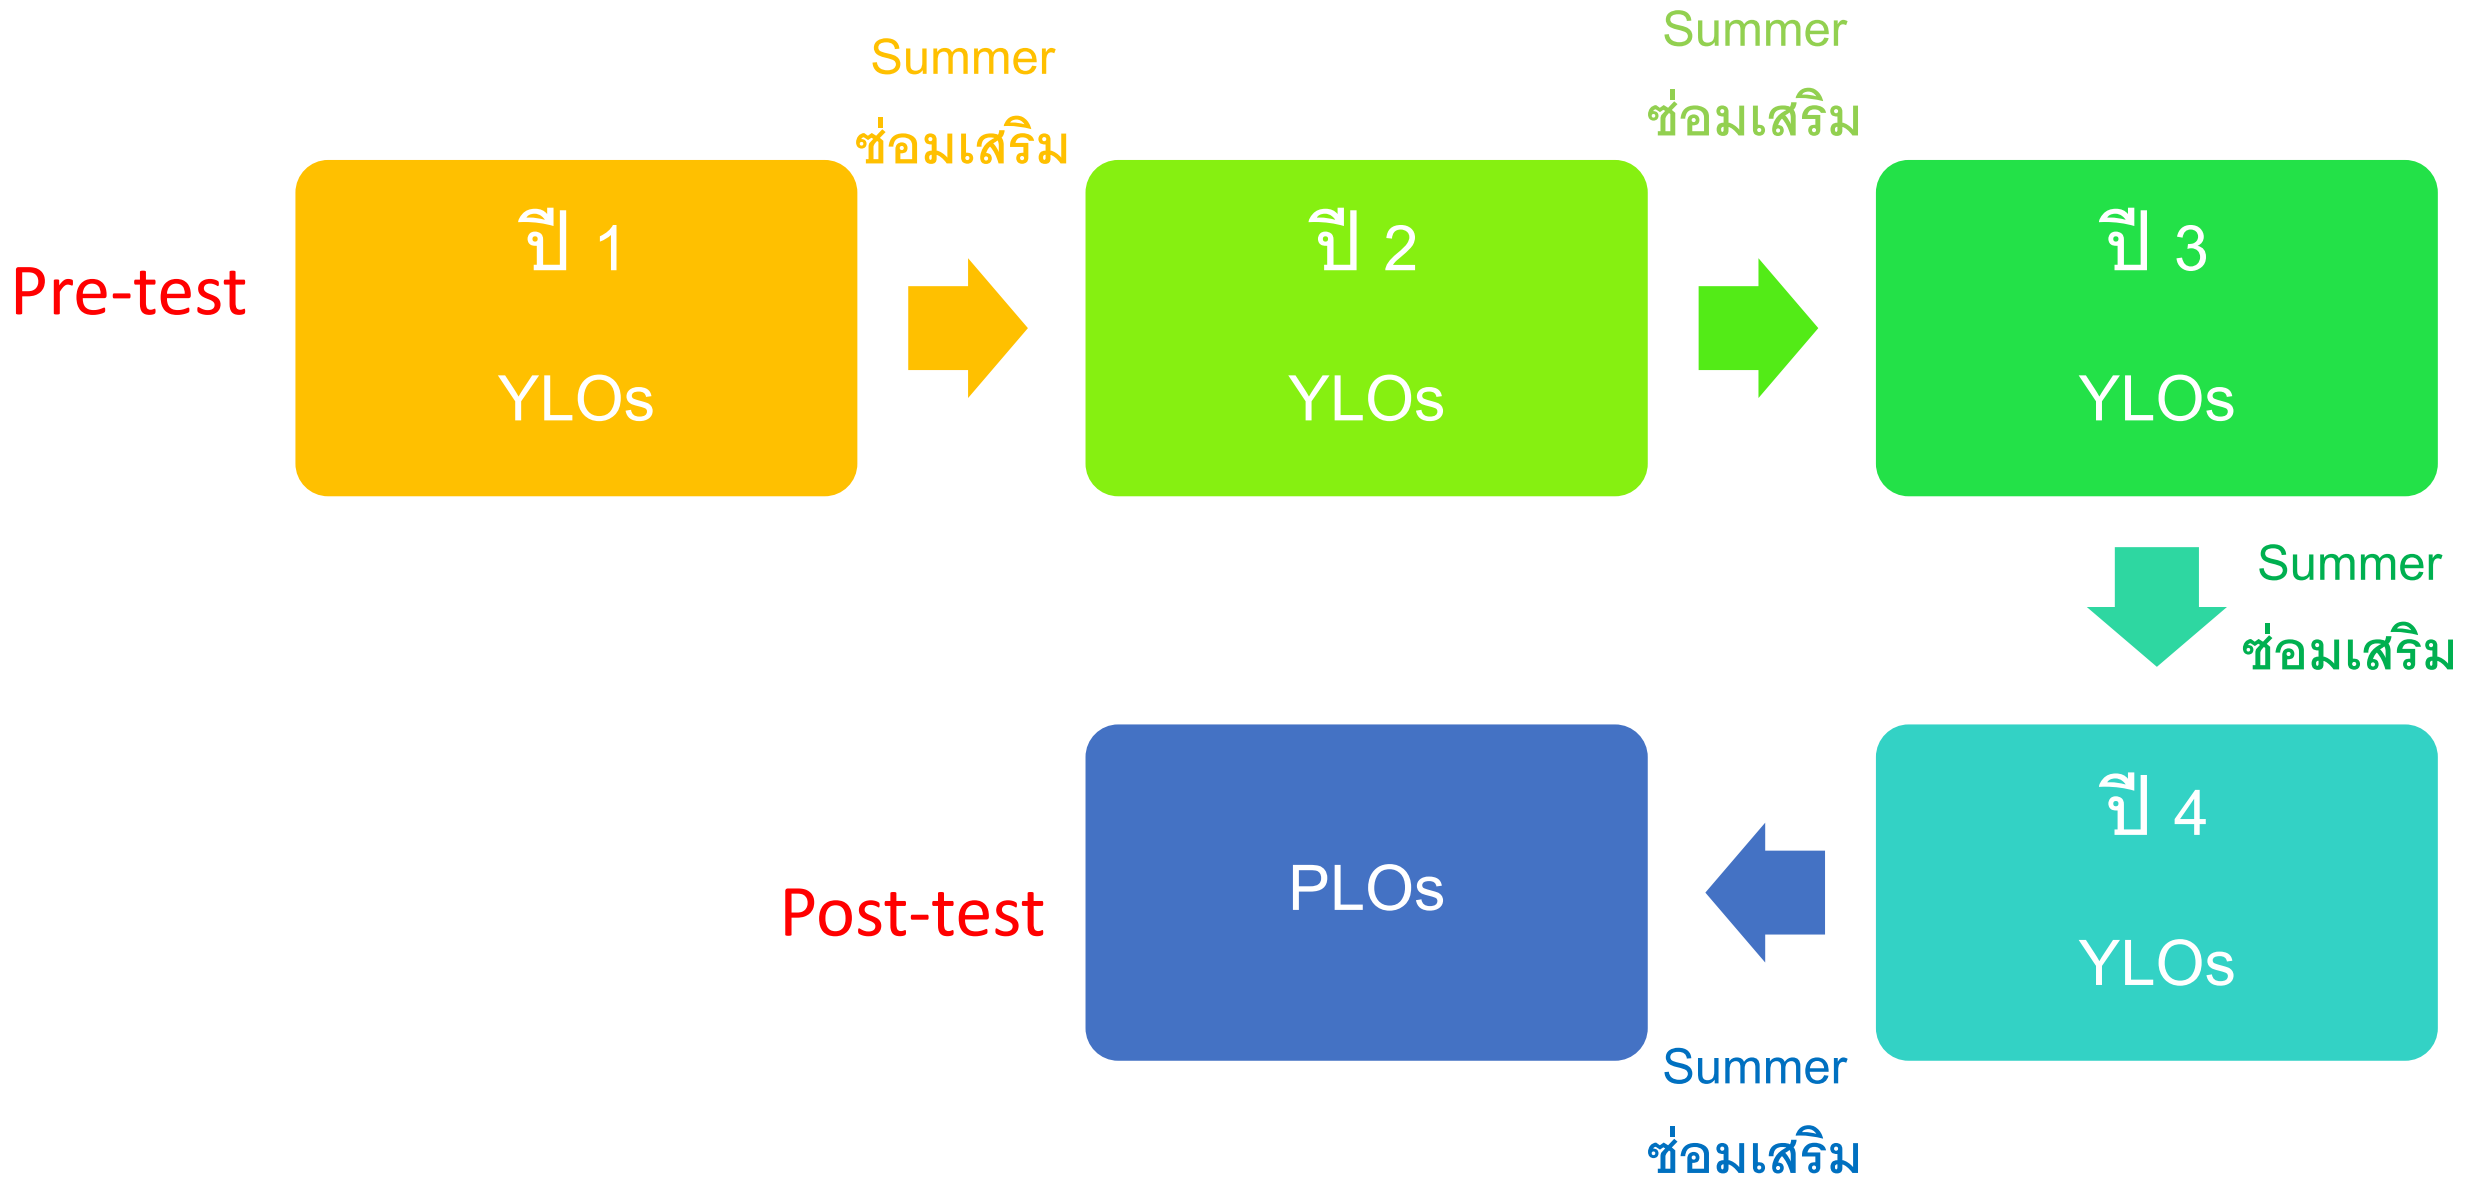 Pre-test
ปี 1
YLOs
Summer
ซ่อมเสริม
ปี 2
YLOs
Summer
ซ่อมเสริม
ปี 3
YLOs
Summer
ซ่อมเสริม
ปี 4
YLOs
Summer
ซ่อมเสริม
PLOs
Post-test